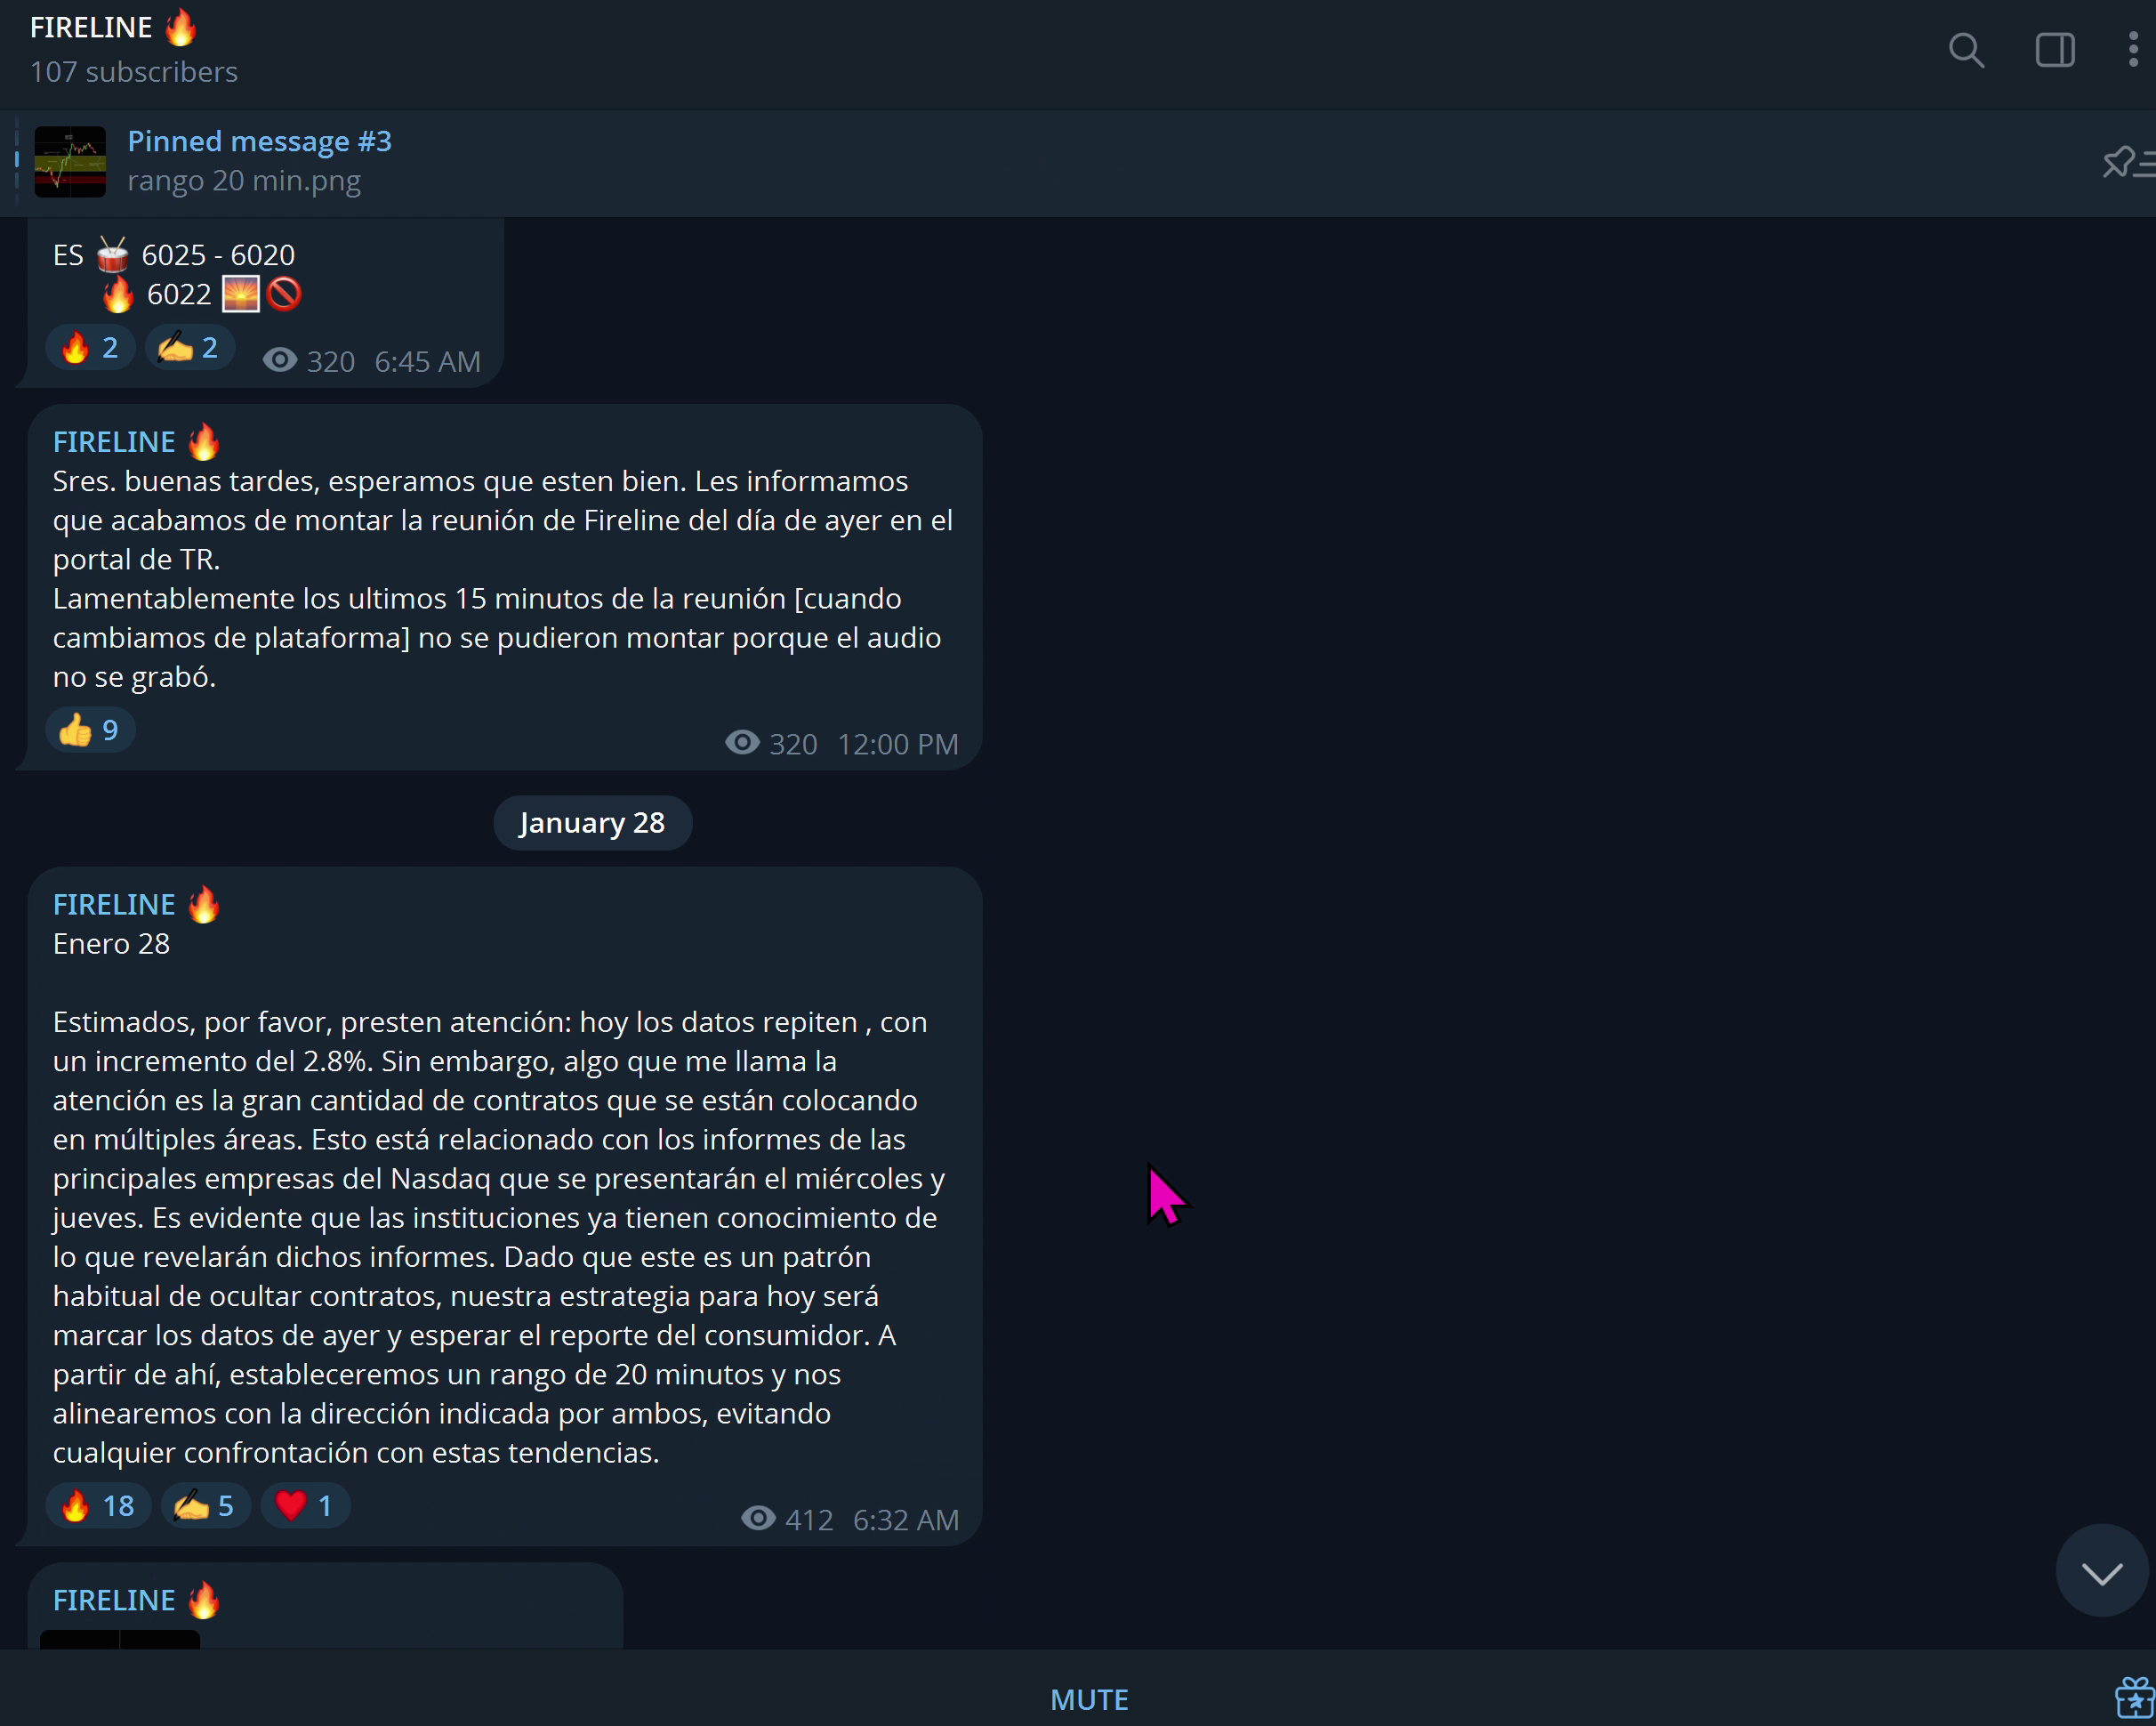 FIRELINE 🔥
107 subscribers
Pinned message #3
rango 20 min.png
ES 🥁 6025 - 6020
🔥 6022 🌅🚫
🔥 2 ✍️ 2 320 6:45 AM
FIRELINE 🔥
Sres. buenas tardes, esperamos que esten bien. Les informamos
que acabamos de montar la reunión de Fireline del día de ayer en el
portal de TR.
Lamentablemente los ultimos 15 minutos de la reunión [cuando
cambiamos de plataforma] no se pudieron montar porque el audio
no se grabó.
👍 9 320 12:00 PM
January 28
FIRELINE 🔥
Enero 28
Estimados, por favor, presten atención: hoy los datos repiten , con
un incremento del 2.8%. Sin embargo, algo que me llama la
atención es la gran cantidad de contratos que se están colocando
en múltiples áreas. Esto está relacionado con los informes de las
principales empresas del Nasdaq que se presentarán el miércoles y
jueves. Es evidente que las instituciones ya tienen conocimiento de
lo que revelarán dichos informes. Dado que este es un patrón
habitual de ocultar contratos, nuestra estrategia para hoy será
marcar los datos de ayer y esperar el reporte del consumidor. A
partir de ahí, estableceremos un rango de 20 minutos y nos
alinearemos con la dirección indicada por ambos, evitando
cualquier confrontación con estas tendencias.
🔥 18 ✍️ 5 ❤️ 1 412 6:32 AM
FIRELINE 🔥
MUTE